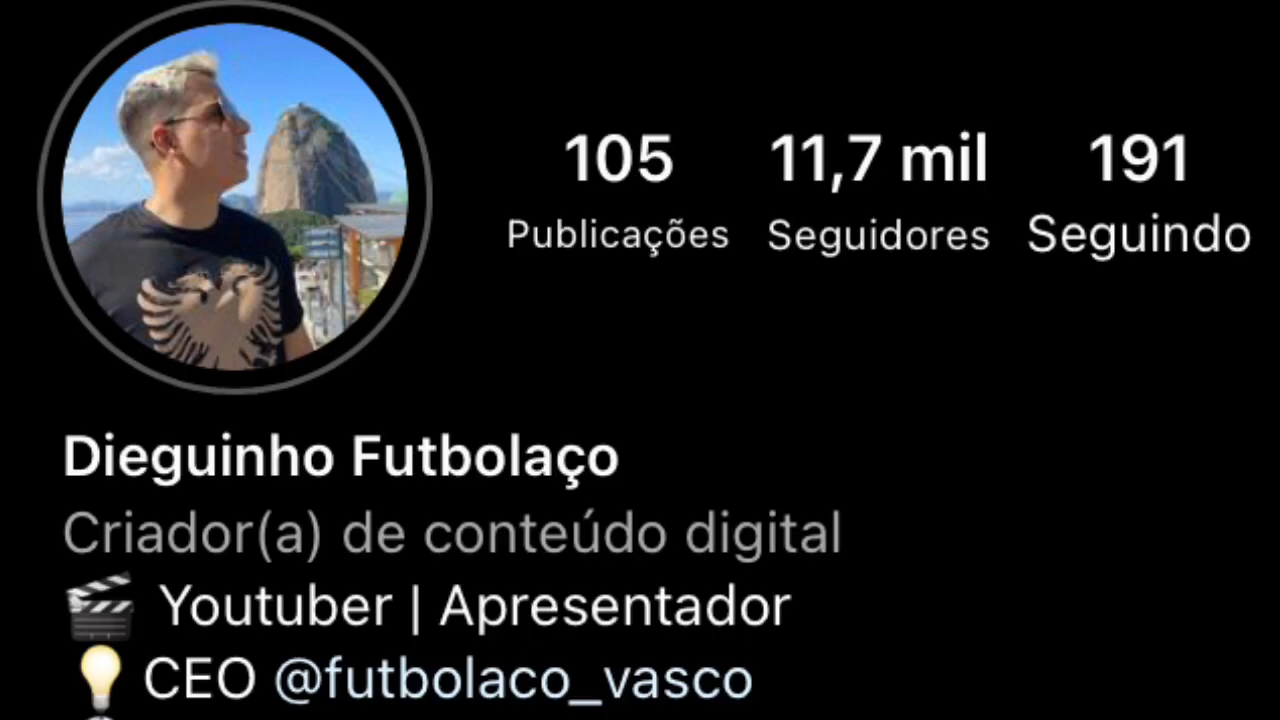 105 11,7 mil 191
Publicações Seguidores Seguindo
Dieguinho Futbolaço
Criador(a) de conteúdo digital
🎬 Youtuber | Apresentador
💡 CEO @futbolaco_vasco